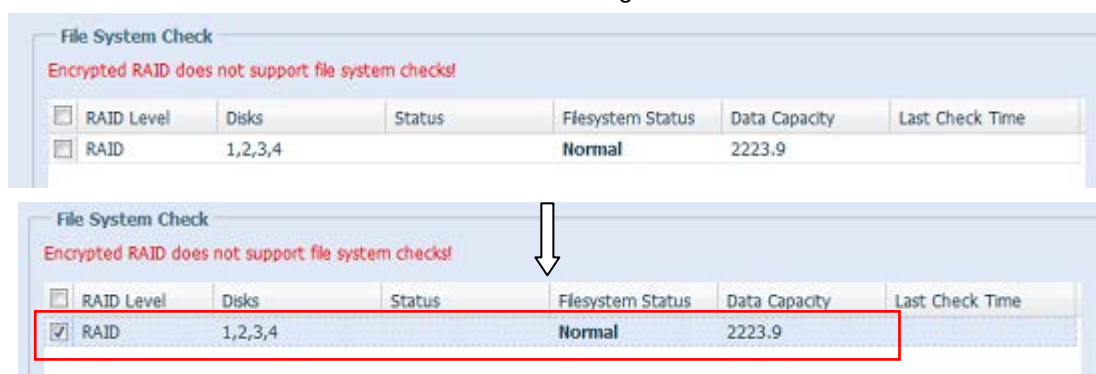 File System Check
Encrypted RAID does not support file system checks!
RAID Level Disks Status Filesystem Status Data Capacity Last Check Time
RAID 1,2,3,4 Normal 2223.9
File System Check
Encrypted RAID does not support file system checks!
RAID Level Disks Status Filesystem Status Data Capacity Last Check Time
RAID 1,2,3,4 Normal 2223.9